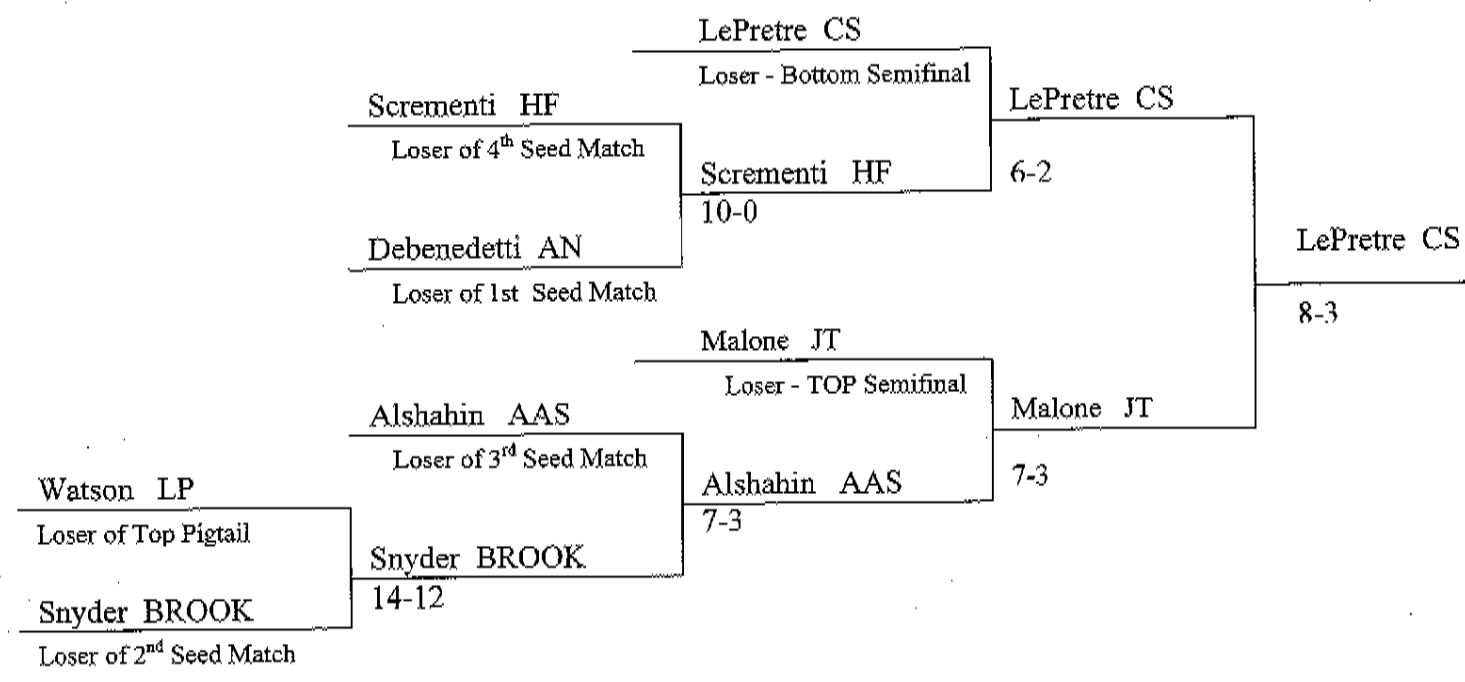 LePretre CS
Loser - Bottom Semifinal
Screменti HF
Loser of 4th Seed Match
LePretre CS
Scrementi HF
10-0
6-2
Debenedetti AN
Loser of 1st Seed Match
LePretre CS
8-3
Malone JT
Loser - TOP Semifinal
Alshahin AAS
Loser of 3rd Seed Match
Malone JT
7-3
Watson LP
Loser of Top Pigtail
Alshahin AAS
7-3
Snyder BROOK
14-12
Snyder BROOK
Loser of 2nd Seed Match